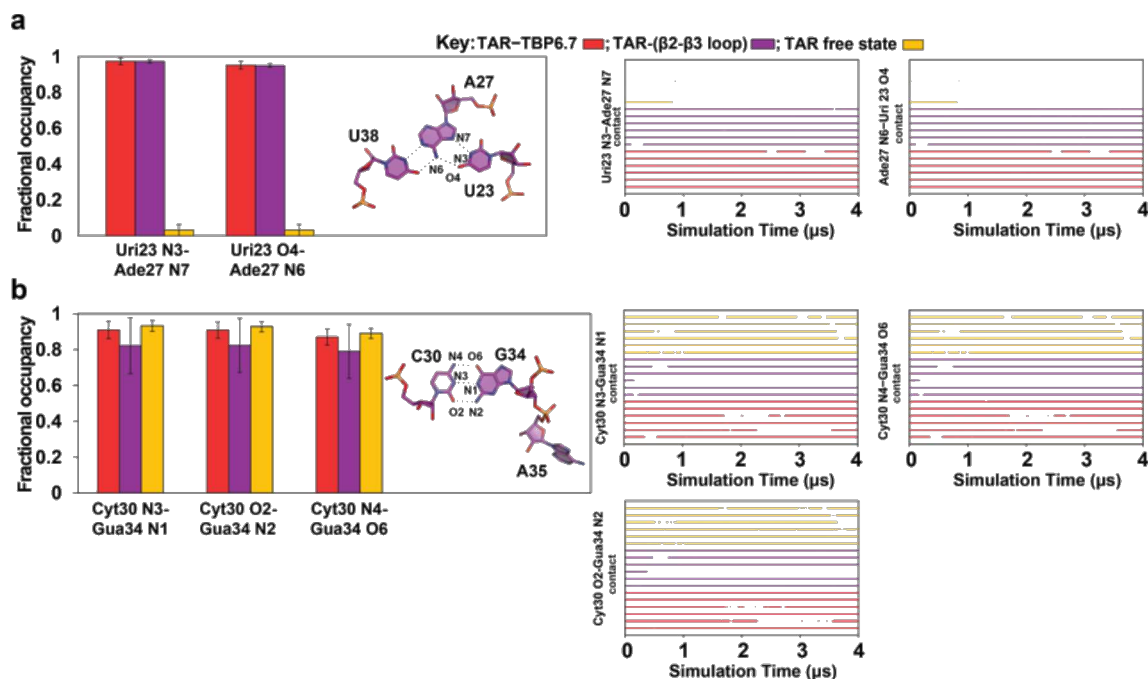 a
Key: TAR–TBP6.7 ; TAR-(β2-β3 loop) ; TAR free state
Fractional occupancy
1
0.8
0.6
0.4
0.2
0
Uri23 N3-
Ade27 N7
Uri23 O4-
Ade27 N6
A27
U38
N7
N3
N6
O4
U23
Uri23 N3–Ade27 N7
contact
0 1 2 3 4
Simulation Time (µs)
Ade27 N6–Uri 23 O4
contact
0 1 2 3 4
Simulation Time (µs)
b
Fractional occupancy
1
0.8
0.6
0.4
0.2
0
Cyt30 N3-
Gua34 N1
Cyt30 O2-
Gua34 N2
Cyt30 N4-
Gua34 O6
C30
N4 O6
G34
N3
N1
O2 N2
A35
Cyt30 N3-Gua34 N1
contact
0 1 2 3 4
Cyt30 N4–Gua34 O6
contact
0 1 2 3 4
Simulation Time (µs)
Cyt30 O2-Gua34 N2
contact
0 1 2 3 4
Simulation Time (µs)